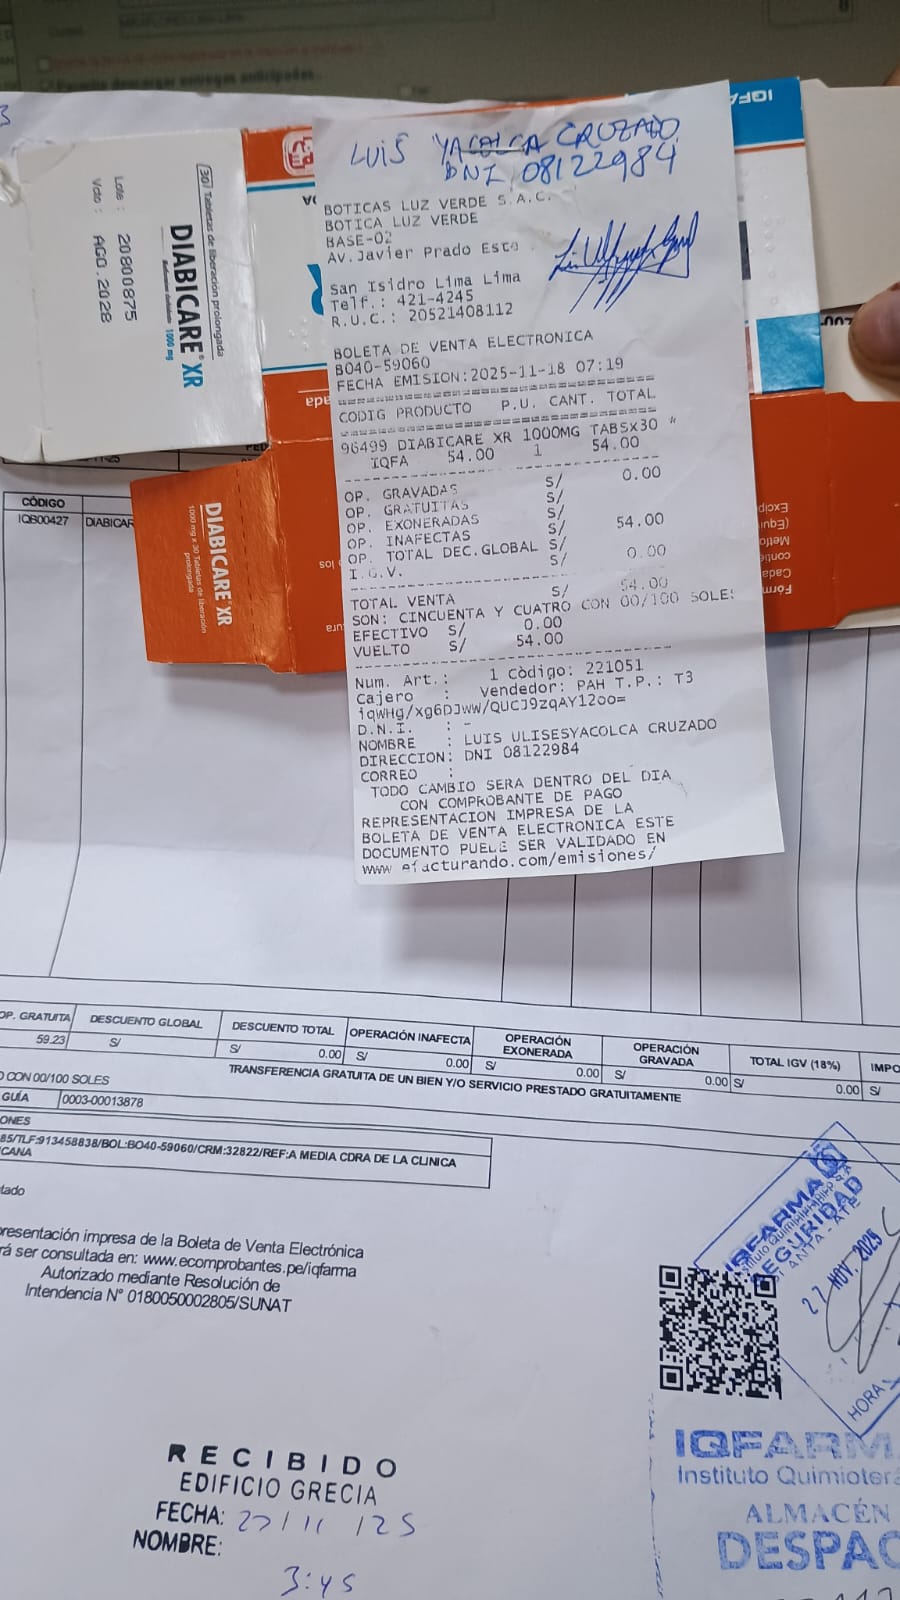 LUIS YACOLCA CRUZADO
DNI 08122984
BOTICAS LUZ VERDE S.A.C.
BOTICA LUZ VERDE
BASE-02
AV.Javier Prado Este
San Isidro Lima Lima
Telf.: 421-4245
R.U.C.: 20521408112
BOLETA DE VENTA ELECTRONICA
B040-59060
FECHA EMISION:2025-11-18 07:19
CODIG PRODUCTO P.U. CANT. TOTAL
96499 DIABICARE XR 1000MG TABSx30 *
IQFA 54.00 1 54.00
OP. GRAVADAS S/ 0.00
OP. GRATUITAS S/
OP. EXONERADAS S/
OP. INAFECTAS S/ 54.00
OP. TOTAL DEC.GLOBAL S/
I.G.V. S/ 0.00
TOTAL VENTA S/ 54.00
SON: CINCUENTA Y CUATRO CON 00/100 SOLES
EFECTIVO S/ 0.00
VUELTO S/ 54.00
Num. Art.: 1 còdigo: 221051
Cajero : Vendedor: PAH T.P.: T3
iqWHg/xg6DJwW/QUCJ9zqAY12oo=
D.N.I. : -
NOMBRE : LUIS ULISESYACOLCA CRUZADO
DIRECCION: DNI 08122984
CORREO :
TODO CAMBIO SERA DENTRO DEL DIA
CON COMPROBANTE DE PAGO
REPRESENTACION IMPRESA DE LA
BOLETA DE VENTA ELECTRONICA ESTE
DOCUMENTO PUEDE SER VALIDADO EN
www.efacturando.com/emisiones/
(30) Tabletas de liberación prolongada
DIABICARE® XR
1000 mg
Lote : 20800875
Vcto : AGO.2028
DIABICARE® XR
1000 mg x 30 Tabletas de liberación
prolongada
IQFA
CÓDIGO
IQB00427 DIABICAR
OP. GRATUITA DESCUENTO GLOBAL DESCUENTO TOTAL OPERACIÓN INAFECTA OPERACIÓN EXONERADA OPERACIÓN GRAVADA TOTAL IGV (18%) IMPO
59.23 S/ S/ 0.00 S/ 0.00 S/ 0.00 S/ 0.00 S/ 0.00 S/
CON 00/100 SOLES
TRANSFERENCIA GRATUITA DE UN BIEN Y/O SERVICIO PRESTADO GRATUITAMENTE
GUÍA 0003-00013878
ONES
85/TLF:913458838/BOL:BO40-59060/CRM:32822/REF:A MEDIA CDRA DE LA CLINICA
CANA
tado
presentación impresa de la Boleta de Venta Electrónica
rá ser consultada en: www.ecomprobantes.pe/iqfarma
Autorizado mediante Resolución de
Intendencia N° 0180050002805/SUNAT
IQFARMA
SEGURIDAD
STA. ANITA - ATE
27 NOV. 2025
HORA
IQFARM
Instituto Quimioter
ALMACÉN
DESPAC
RECIBIDO
EDIFICIO GRECIA
FECHA: 27/11/25
NOMBRE:
3:45